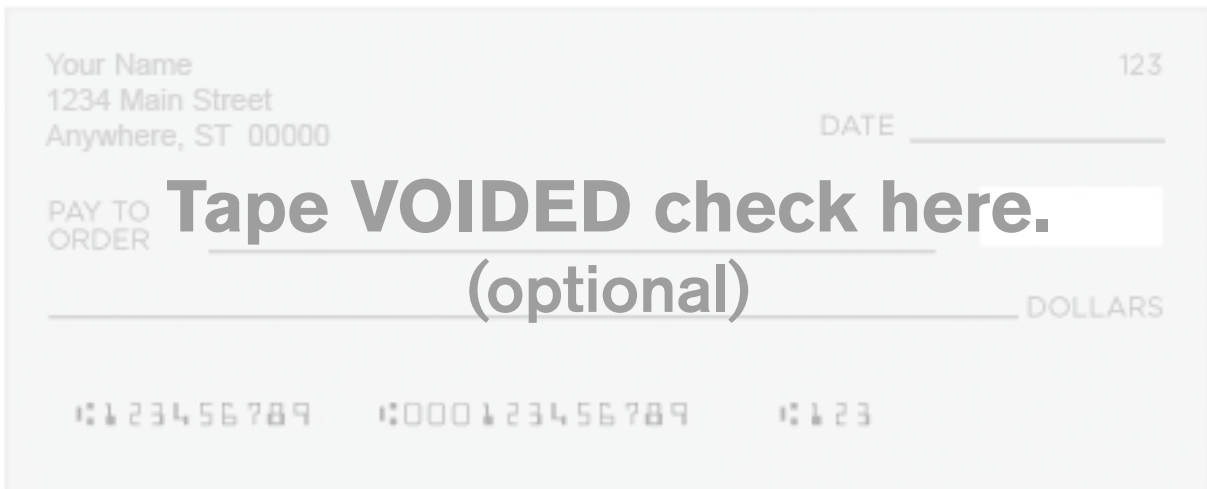 Your Name
123
1234 Main Street
Anywhere, ST 00000
DATE
PAY TO
ORDER
Tape VOIDED check here.
(optional)
DOLLARS
⑆123456789 ⑆000123456789 ⑆123